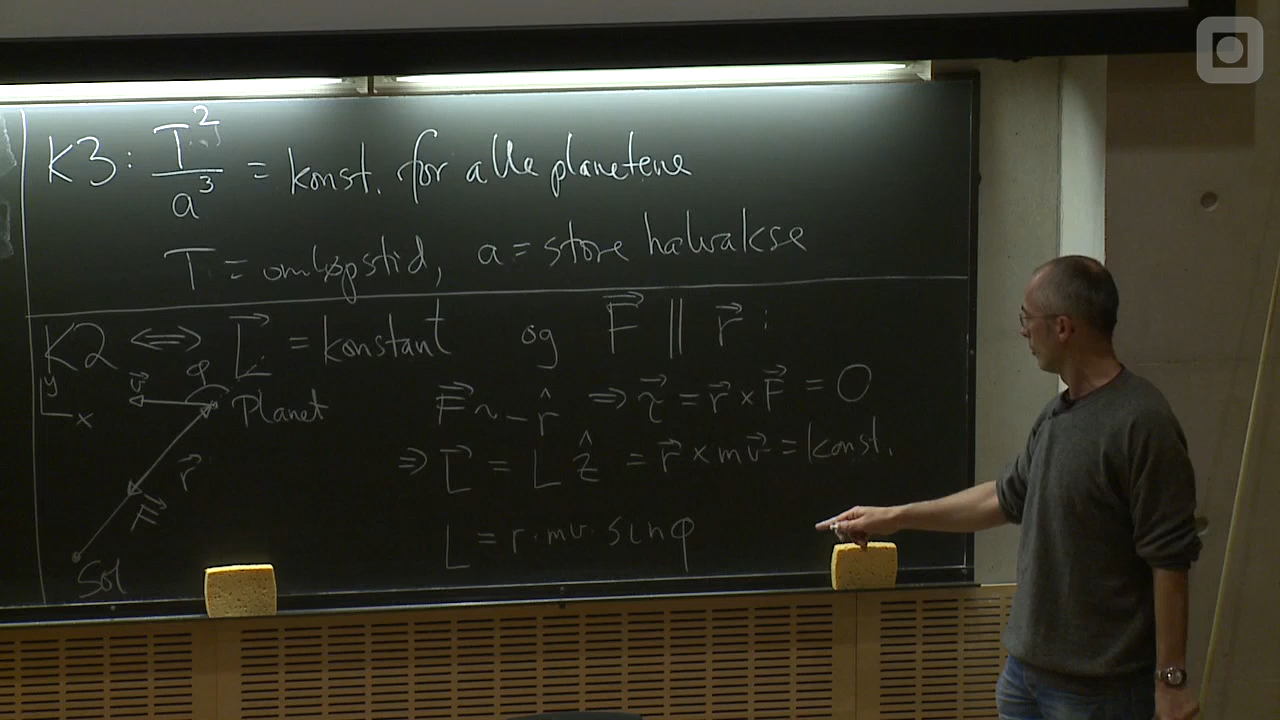 K3: T²/a³ = konst. for alle planetene
T = omløpstid, a = store halvakse
K2 ⇔ L⃗ = konstant og F⃗ ∥ r⃗ :
y
x
v⃗
φ
Planet
r⃗
F⃗
Sol
F⃗ ~ -r̂ ⇒ τ⃗ = r⃗ × F⃗ = 0
⇒ L⃗ = L ẑ = r⃗ × mv⃗ = konst.
L = r·mv·sinφ